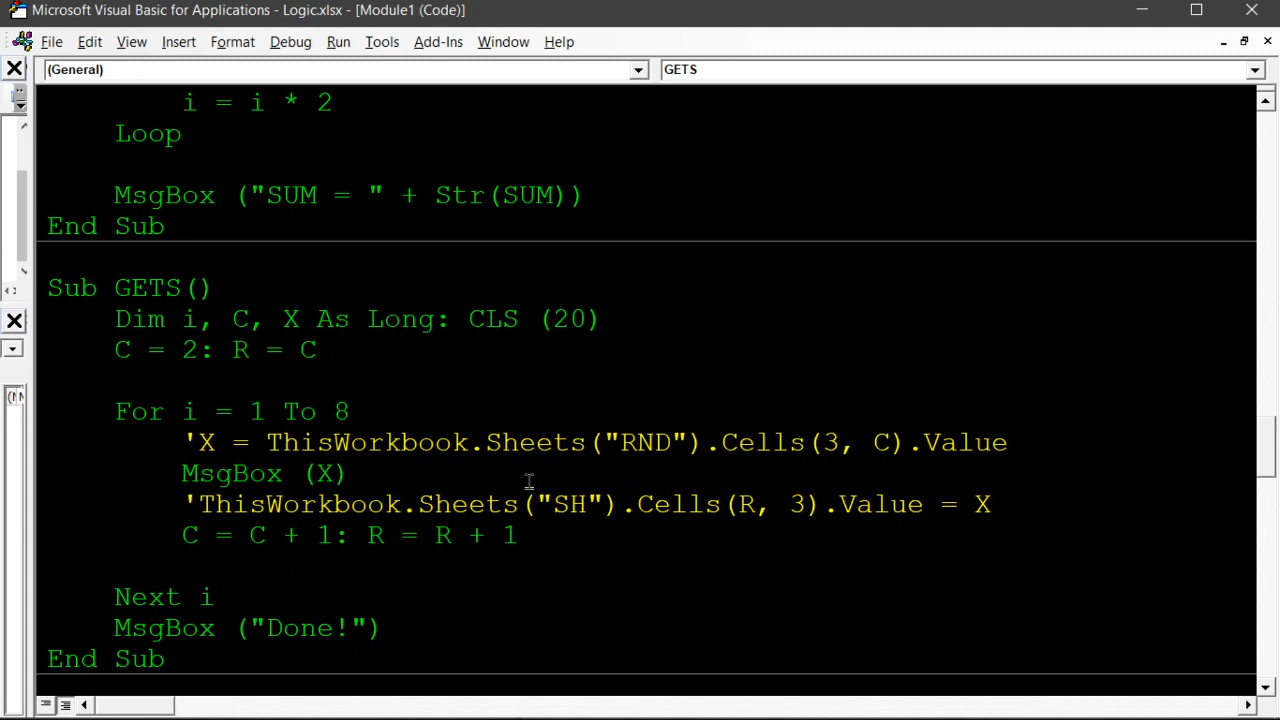 Microsoft Visual Basic for Applications - Logic.xlsx - [Module1 (Code)]
File Edit View Insert Format Debug Run Tools Add-Ins Window Help
(General) GETS
i = i * 2
Loop
MsgBox ("SUM = " + Str(SUM))
End Sub
Sub GETS()
Dim i, C, X As Long: CLS (20)
C = 2: R = C
For i = 1 To 8
'X = ThisWorkbook.Sheets("RND").Cells(3, C).Value
MsgBox (X)
'ThisWorkbook.Sheets("SH").Cells(R, 3).Value = X
C = C + 1: R = R + 1
Next i
MsgBox ("Done!")
End Sub